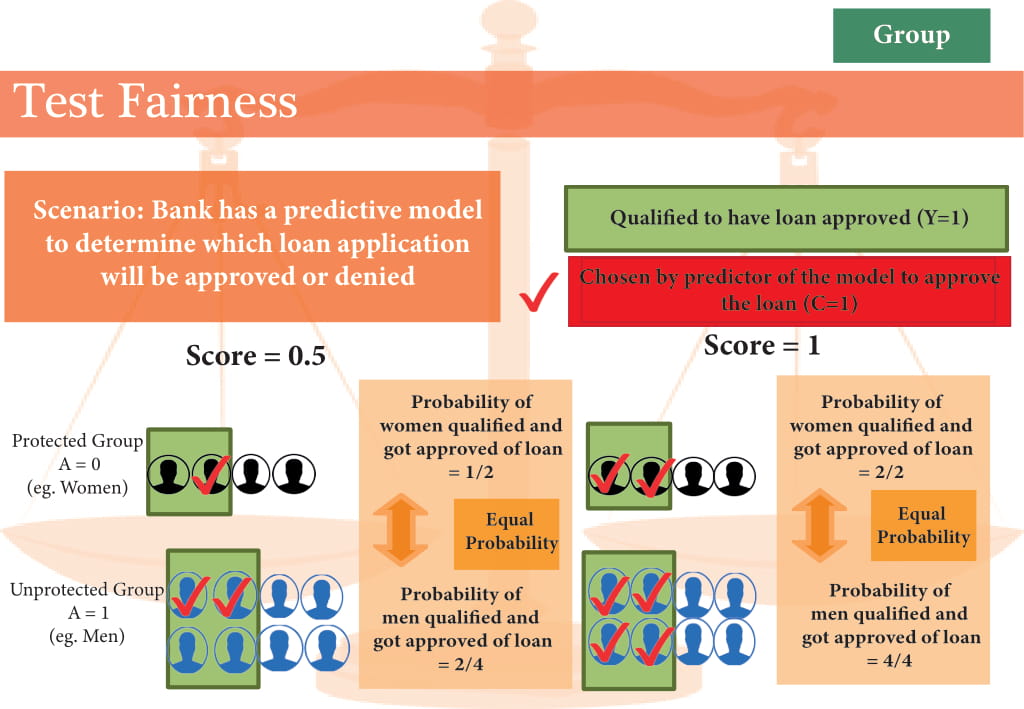 Group
Test Fairness
Scenario: Bank has a predictive model
to determine which loan application
will be approved or denied
Qualified to have loan approved (Y=1)
Chosen by predictor of the model to approve
the loan (C=1)
Score = 0.5
Protected Group
A = 0
(eg. Women)
Unprotected Group
A = 1
(eg. Men)
Probability of
women qualified and
got approved of loan
= 1/2
Equal
Probability
Probability of
men qualified and
got approved of loan
= 2/4
Score = 1
Probability of
women qualified and
got approved of loan
=2/2
Equal
Probability
Probability of
men qualified and
got approved of loan
= 4/4